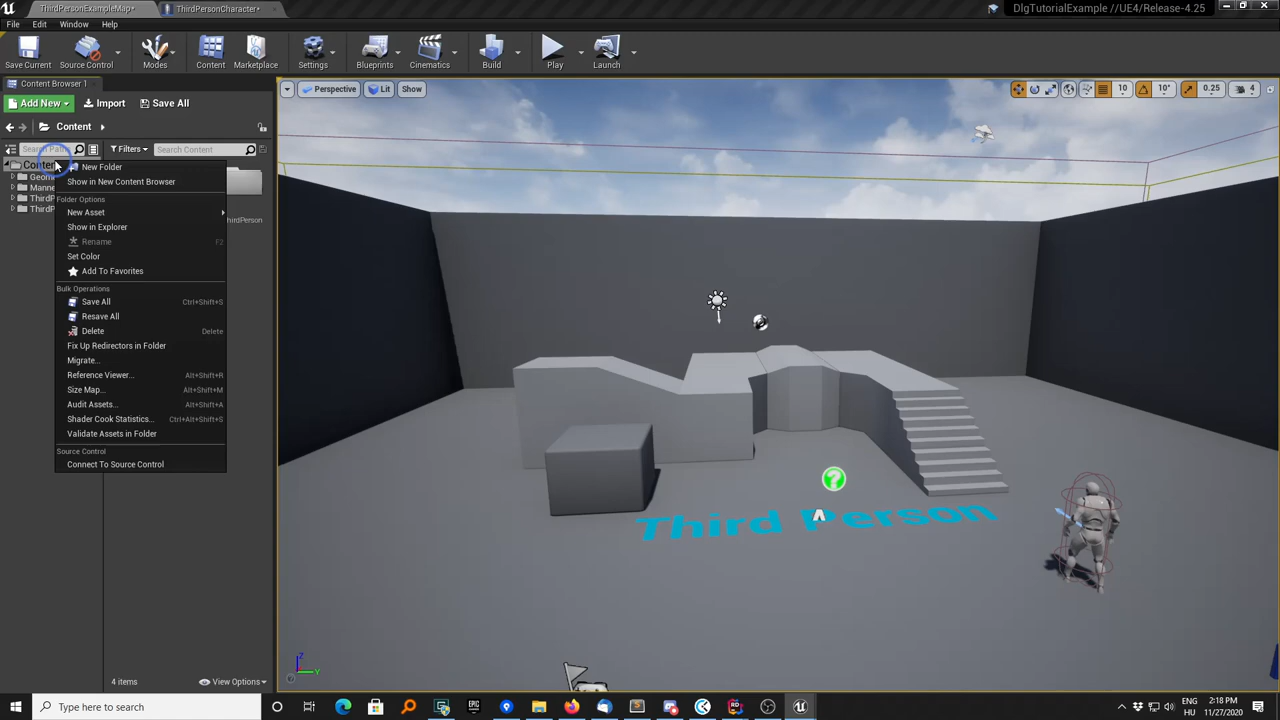 ThirdPersonExampleMap*
ThirdPersonCharacter*
DlgTutorialExample //UE4/Release-4.25
File Edit Window Help
Save Current
Source Control
Modes
Content
Marketplace
Settings
Blueprints
Cinematics
Build
Play
Launch
Content Browser 1
Perspective Lit Show
10 10° 0.25 4
Add New Import Save All
Content
Filters Search Content
Content
New Folder
Show in New Content Browser
Folder Options
New Asset
Show in Explorer
Rename F2
Set Color
Add To Favorites
Bulk Operations
Save All Ctrl+Shift+S
Resave All
Delete Delete
Fix Up Redirectors in Folder
Migrate...
Reference Viewer... Alt+Shift+R
Size Map... Alt+Shift+M
Audit Assets... Alt+Shift+A
Shader Cook Statistics... Ctrl+Alt+Shift+S
Validate Assets in Folder
Source Control
Connect To Source Control
Third Person
Z
Y
4 items View Options
Type here to search
ENG
HU
2:18 PM
11/27/2020